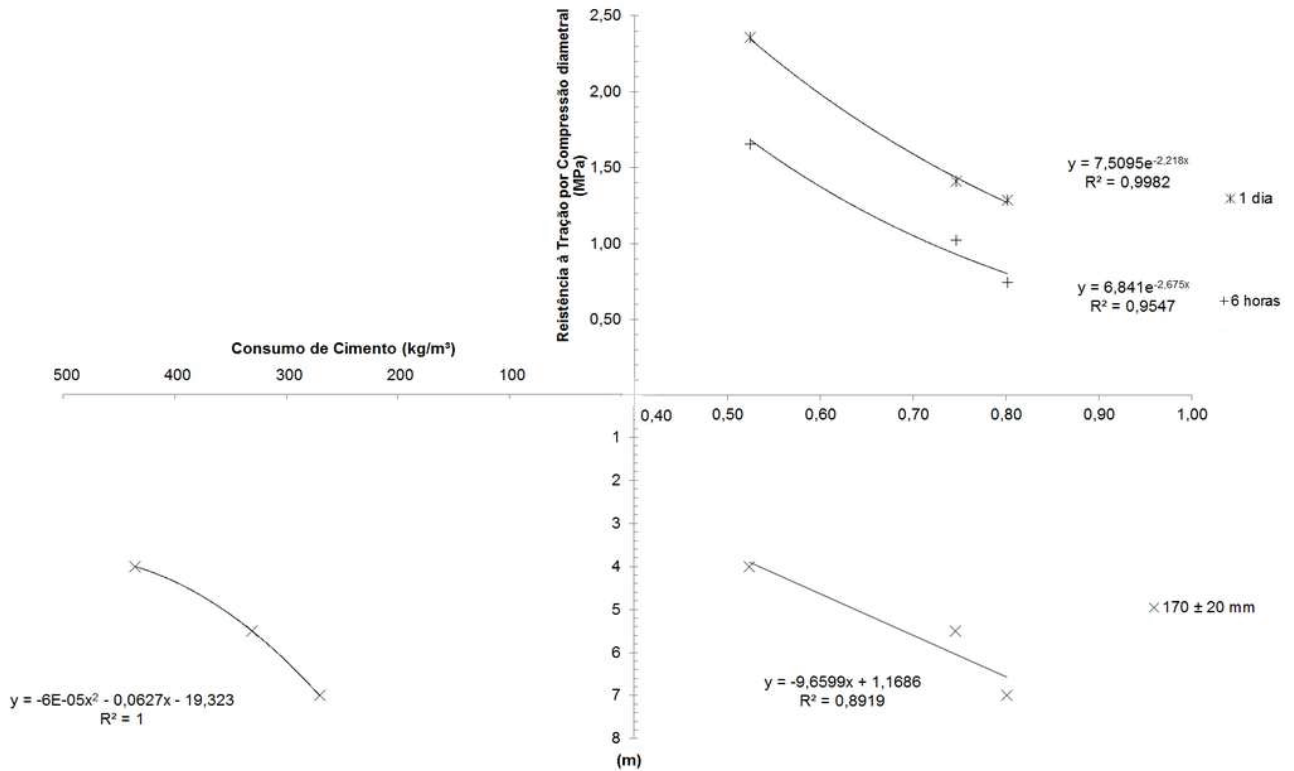 Reistência à Tração por Compressão diametral
(MPa)
2,50
2,00
1,50
1,00
0,50
y = 7,5095e-2,218x
R² = 0,9982
1 dia
y = 6,841e-2,675x
R² = 0,9547
6 horas
Consumo de Cimento (kg/m³)
500 400 300 200 100
0,40 0,50 0,60 0,70 0,80 0,90 1,00
1
2
3
4
5
6
7
8
(m)
170 ± 20 mm
y = -9,6599x + 1,1686
R² = 0,8919
y = -6E-05x² - 0,0627x - 19,323
R² = 1